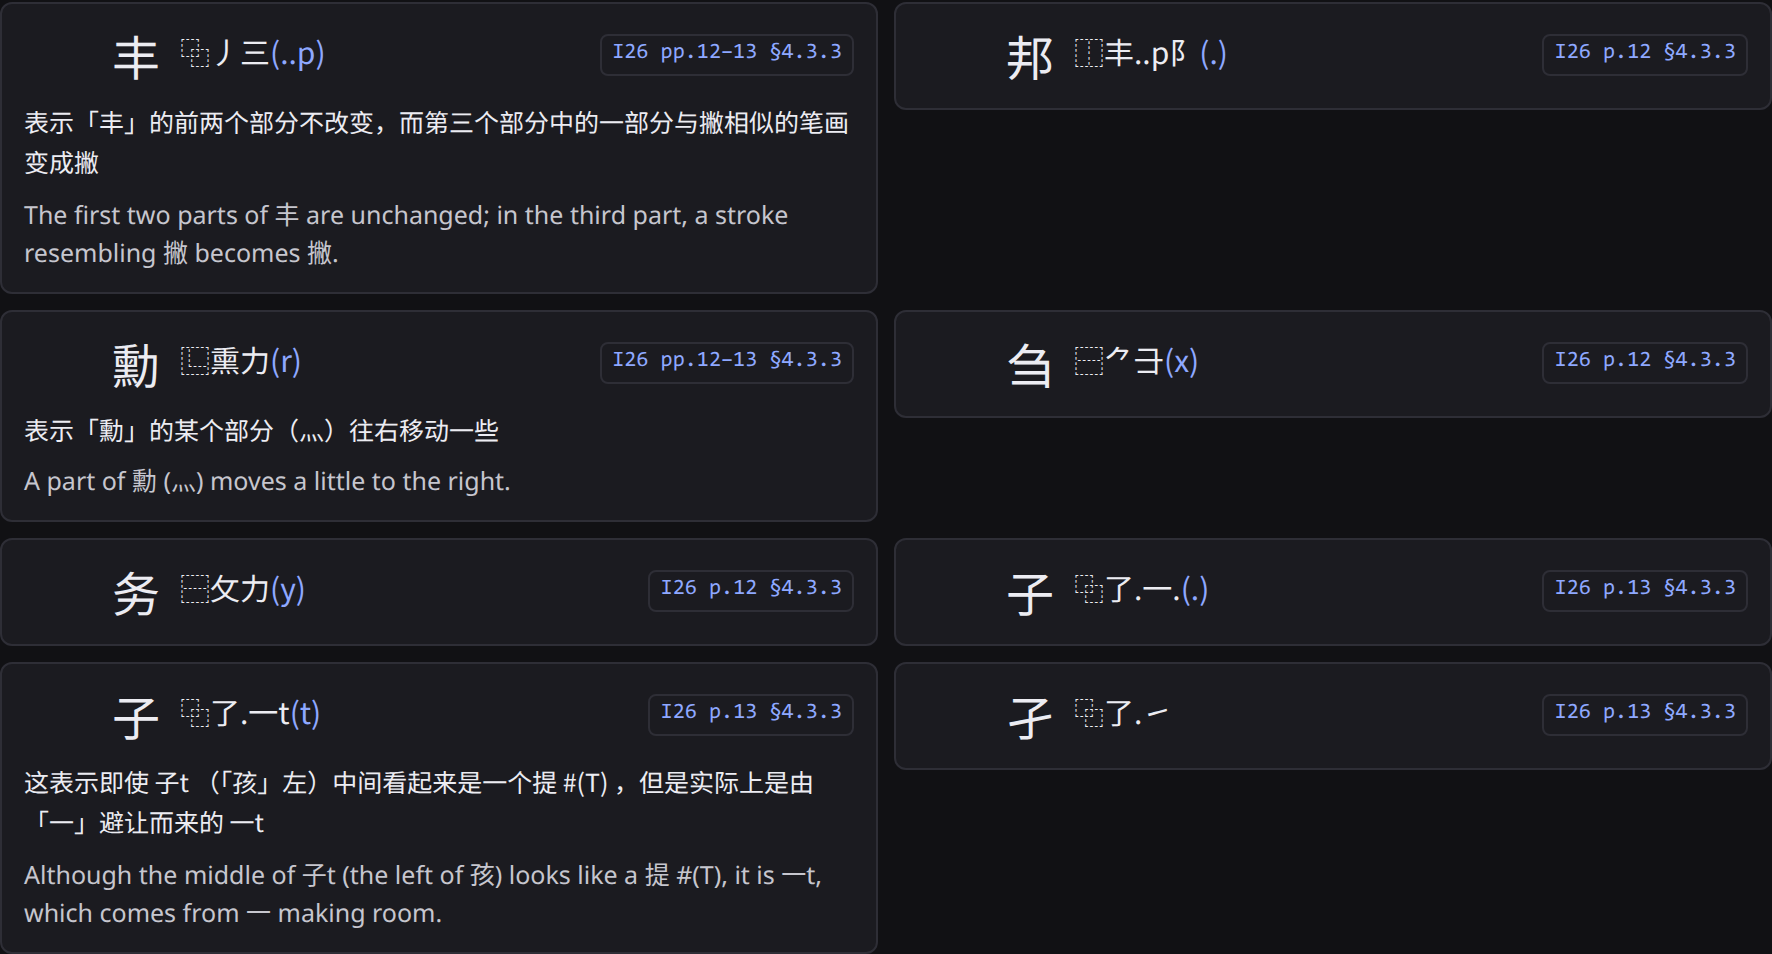 丰 ⿻丿三(..p) I26 pp.12–13 §4.3.3
表示「丰」的前两个部分不改变，而第三个部分中的一部分与撇相似的笔画
变成撇
The first two parts of 丰 are unchanged; in the third part, a stroke
resembling 撇 becomes 撇.
邦 ⿰丰..p阝(.) I26 p.12 §4.3.3
勳 ⿺熏力(r) I26 pp.12–13 §4.3.3
表示「勳」的某个部分（灬）往右移动一些
A part of 勳 (灬) moves a little to the right.
刍 ⿱⺈彐(x) I26 p.12 §4.3.3
务 ⿱攵力(y) I26 p.12 §4.3.3
子 ⿻了.一.(.) I26 p.13 §4.3.3
子 ⿻了.一t(t) I26 p.13 §4.3.3
这表示即使 子t （「孩」左）中间看起来是一个提 #(T) ，但是实际上是由
「一」避让而来的 一t
Although the middle of 子t (the left of 孩) looks like a 提 #(T), it is 一t,
which comes from 一 making room.
孑 ⿻了.㇀ I26 p.13 §4.3.3